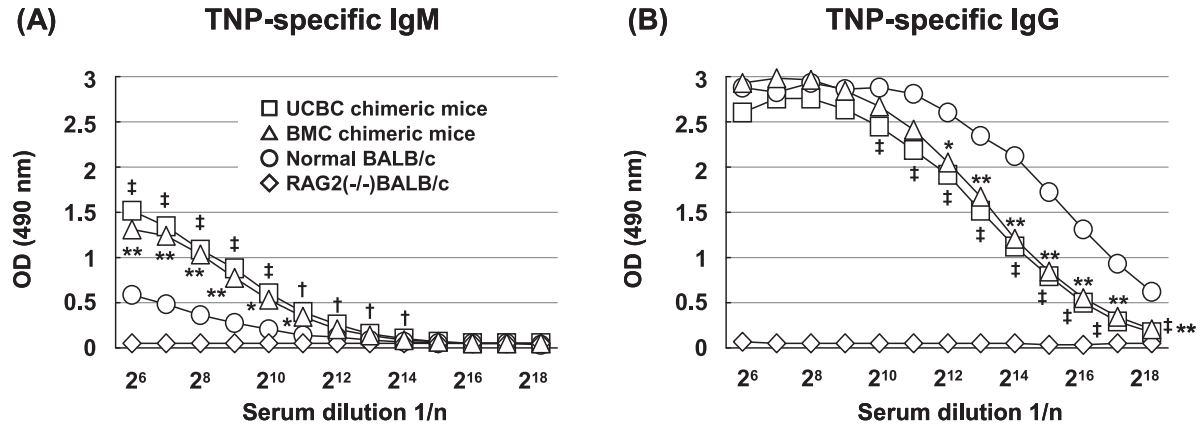 (A) TNP-specific IgM
OD (490 nm)
3
2.5
2
1.5
1
0.5
0
□ UCBC chimeric mice
△ BMC chimeric mice
○ Normal BALB/c
◇ RAG2(-/-)BALB/c
‡ ‡ ‡ ‡ ‡ † † † †
** ** ** ** * *
2⁶ 2⁸ 2¹⁰ 2¹² 2¹⁴ 2¹⁶ 2¹⁸
Serum dilution 1/n
(B) TNP-specific IgG
OD (490 nm)
3
2.5
2
1.5
1
0.5
0
* ** ** ** ** ** **
‡ ‡ ‡ ‡ ‡ ‡ ‡ ‡ ‡
2⁶ 2⁸ 2¹⁰ 2¹² 2¹⁴ 2¹⁶ 2¹⁸
Serum dilution 1/n